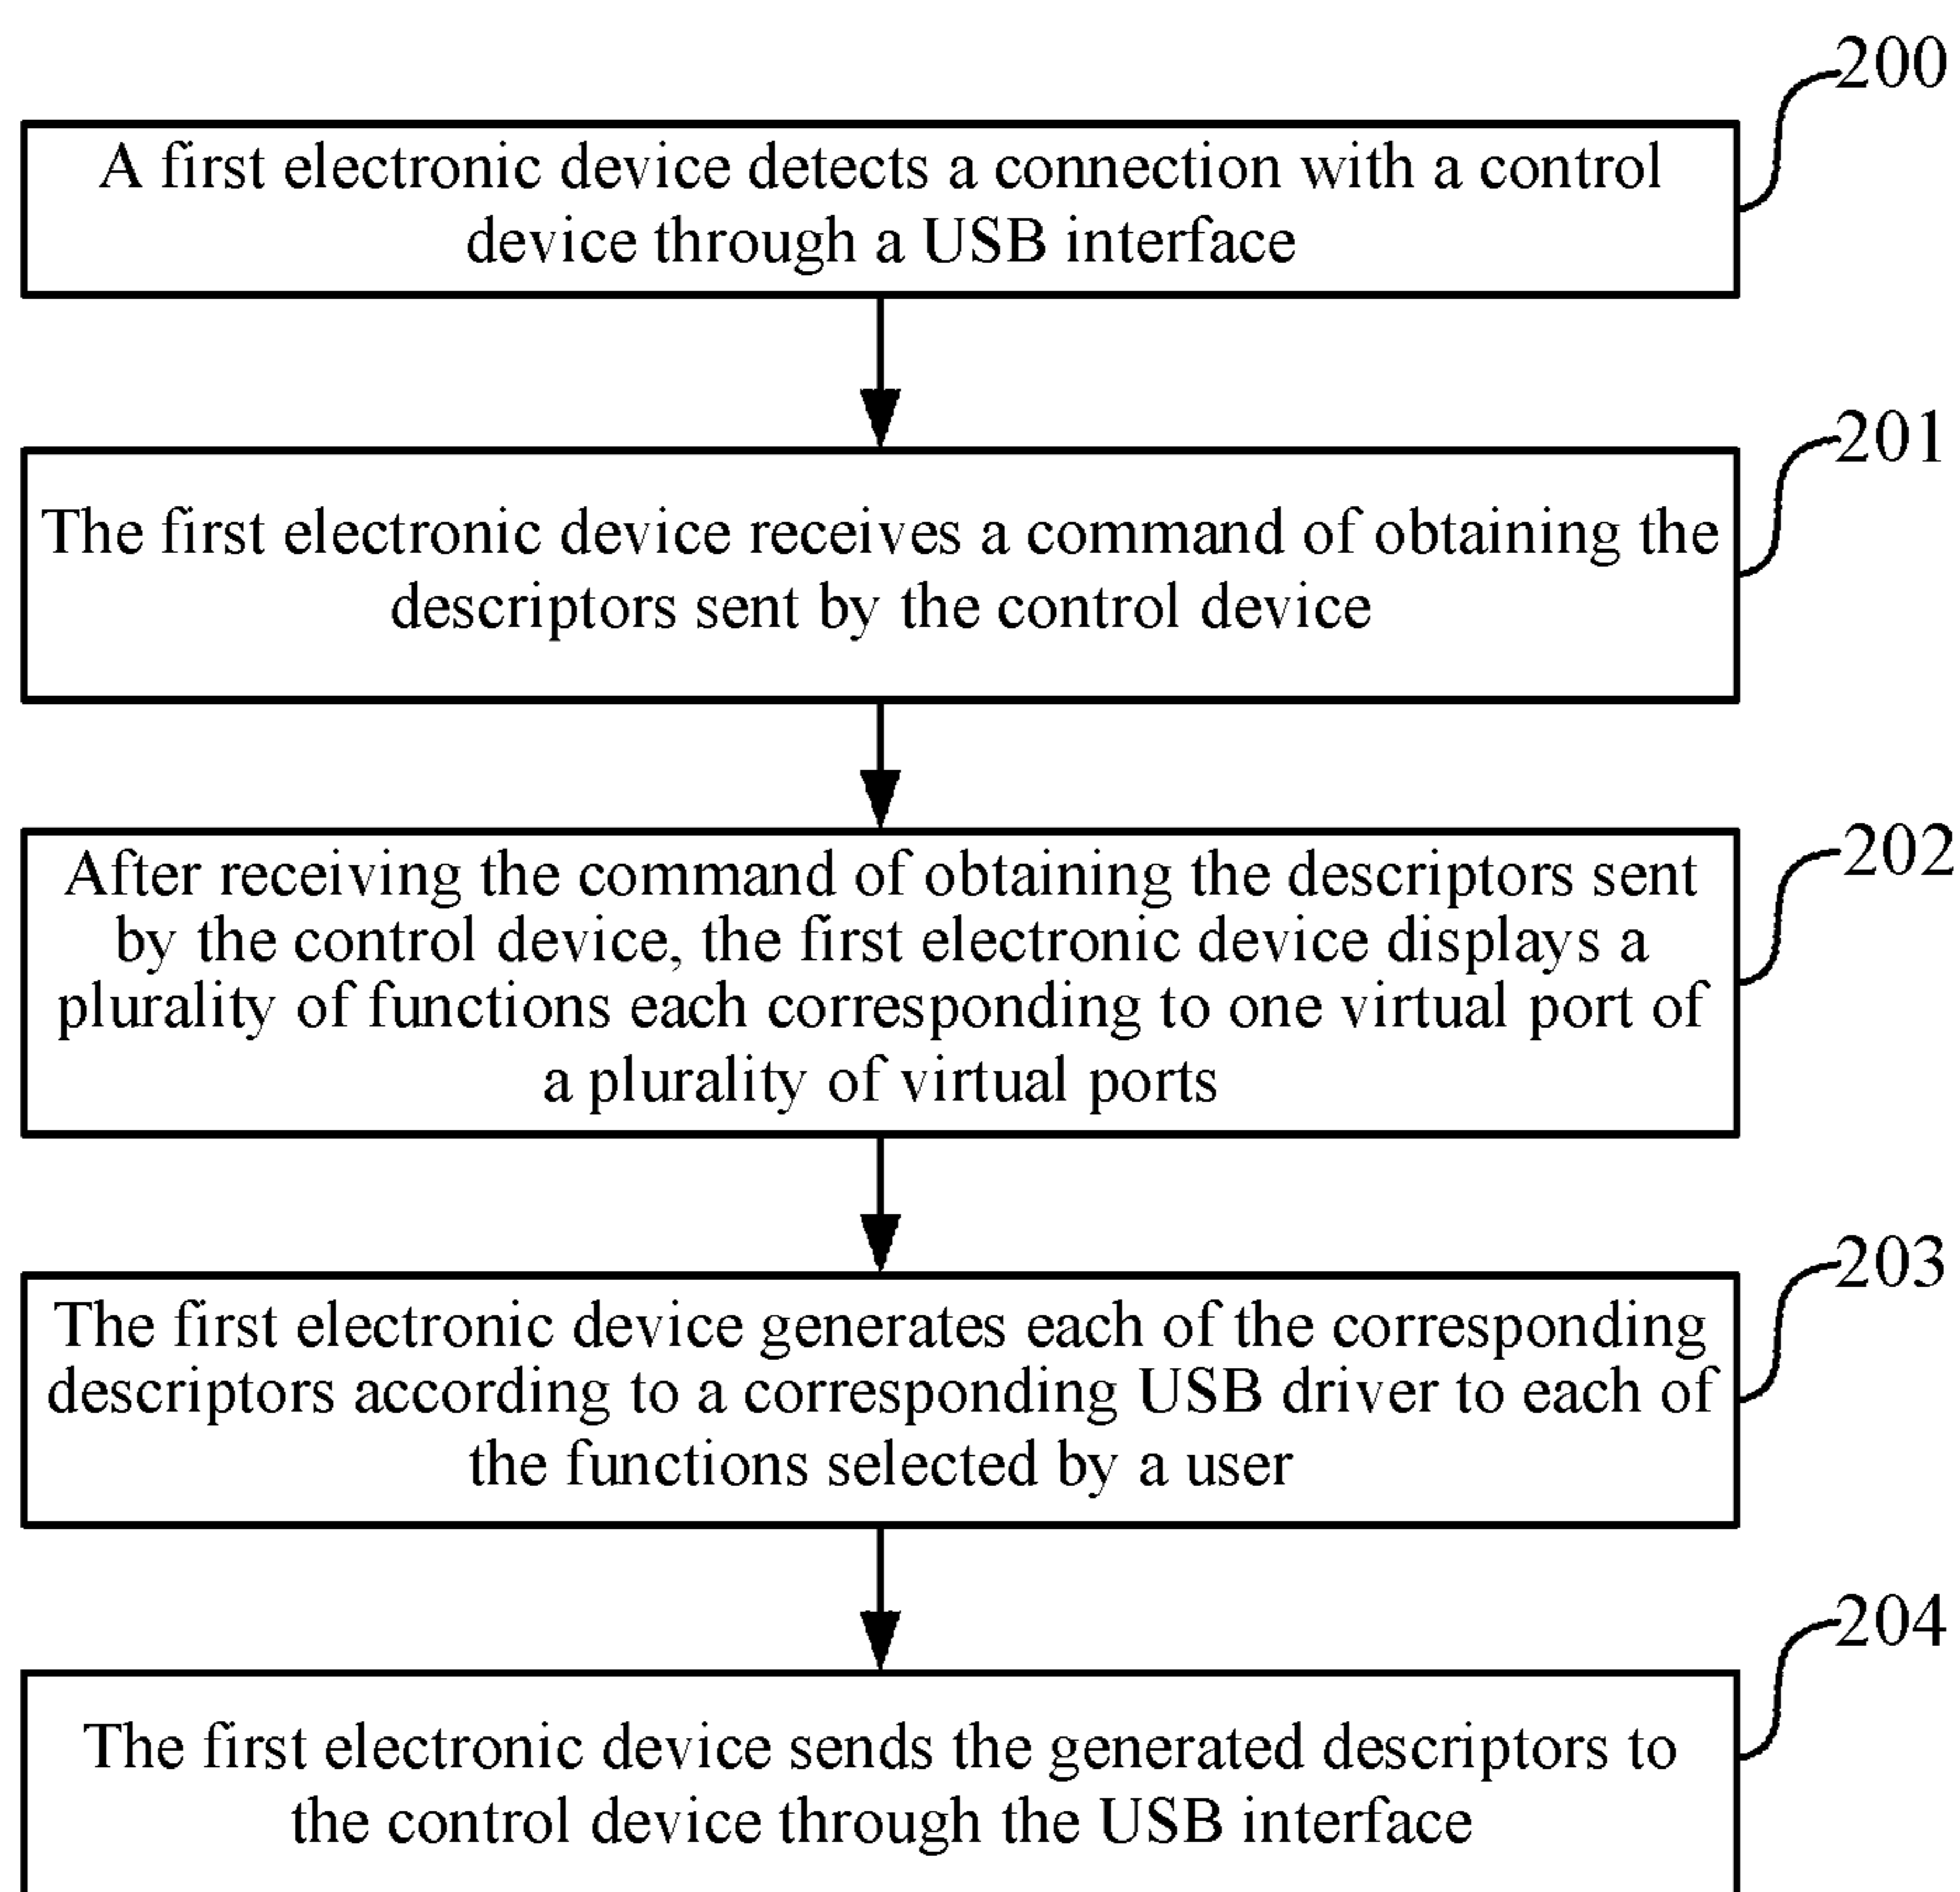 200
A first electronic device detects a connection with a control
device through a USB interface
201
The first electronic device receives a command of obtaining the
descriptors sent by the control device
202
After receiving the command of obtaining the descriptors sent
by the control device, the first electronic device displays a
plurality of functions each corresponding to one virtual port of
a plurality of virtual ports
203
The first electronic device generates each of the corresponding
descriptors according to a corresponding USB driver to each of
the functions selected by a user
204
The first electronic device sends the generated descriptors to
the control device through the USB interface